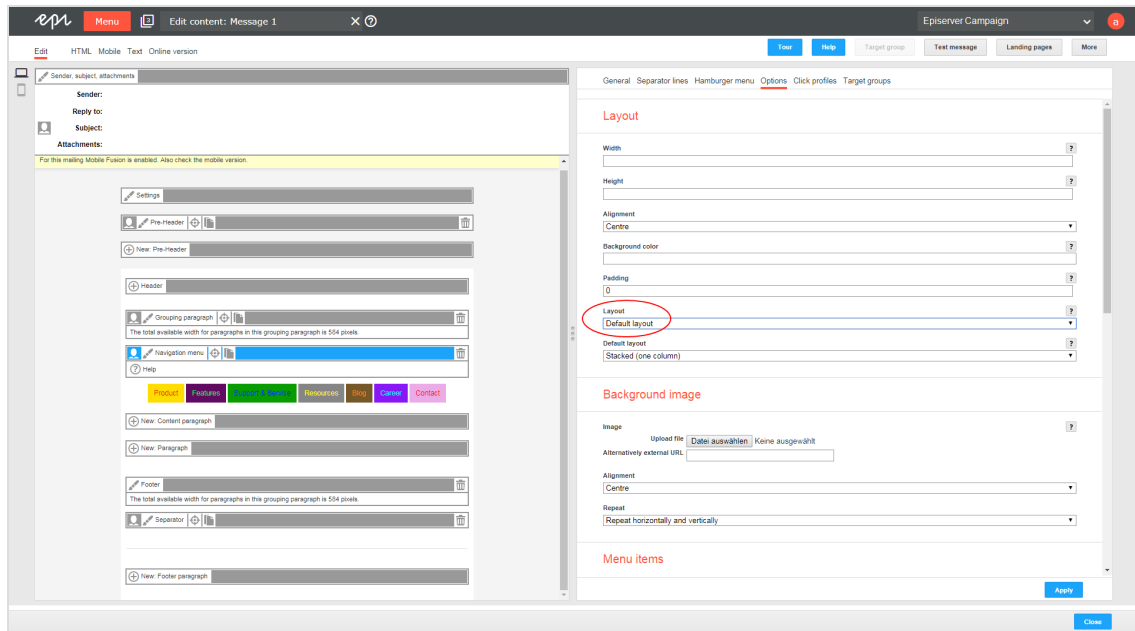 epi Menu 3 Edit content: Message 1 Episerver Campaign a
Edit HTML Mobile Text Online version Tour Help Target group Text message Landing pages More
Sender, subject, attachments
Sender:
Reply to:
Subject:
Attachments:
For this mailing Mobile Fusion is enabled. Also check the mobile version.
Settings
Pre-Header
New: Pre-Header
Header
Grouping paragraph
The total available width for paragraphs in this grouping paragraph is 584 pixels.
Navigation menu
Help
Product Features Support & Service Resources Blog Career Contact
New: Content paragraph
New: Paragraph
Footer
The total available width for paragraphs in this grouping paragraph is 584 pixels.
Separator
New: Footer paragraph
General Separator lines Hamburger menu Options Click profiles Target groups
Layout
Width ?
Height ?
Alignment
Centre
Background color ?
Padding ?
0
Layout ?
Default layout
Default layout ?
Stacked (one column)
Background image
Image ?
Upload file Datei auswählen Keine ausgewählt
Alternatively external URL
Alignment
Centre
Repeat
Repeat horizontally and vertically
Menu items
Apply
Close